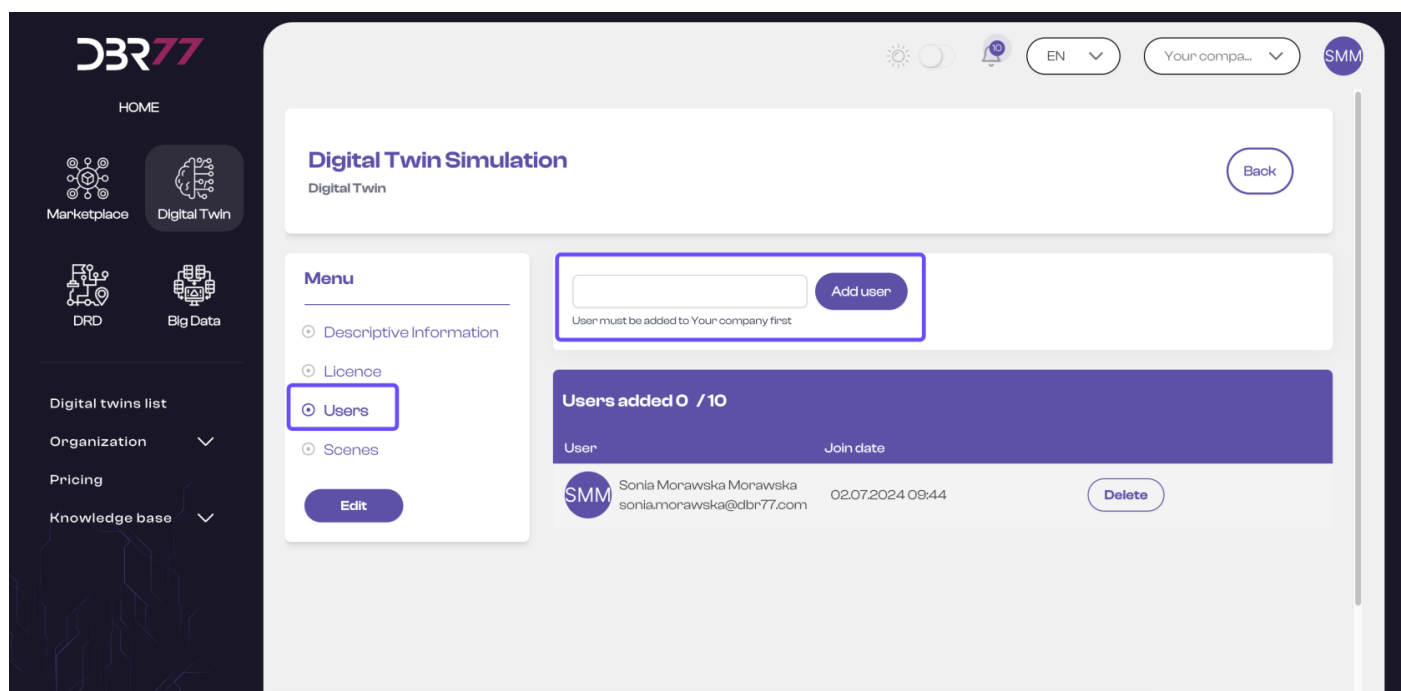 DBR77
10
EN
Your compa...
SMM
HOME
Marketplace
Digital Twin
DRD
Big Data
Digital twins list
Organization
Pricing
Knowledge base
Digital Twin Simulation
Digital Twin
Back
Menu
Descriptive Information
Licence
Users
Scenes
Edit
Add user
User must be added to Your company first
Users added 0 / 10
User Join date
SMM
Sonia Morawska Morawska
sonia.morawska@dbr77.com
02.07.2024 09:44
Delete